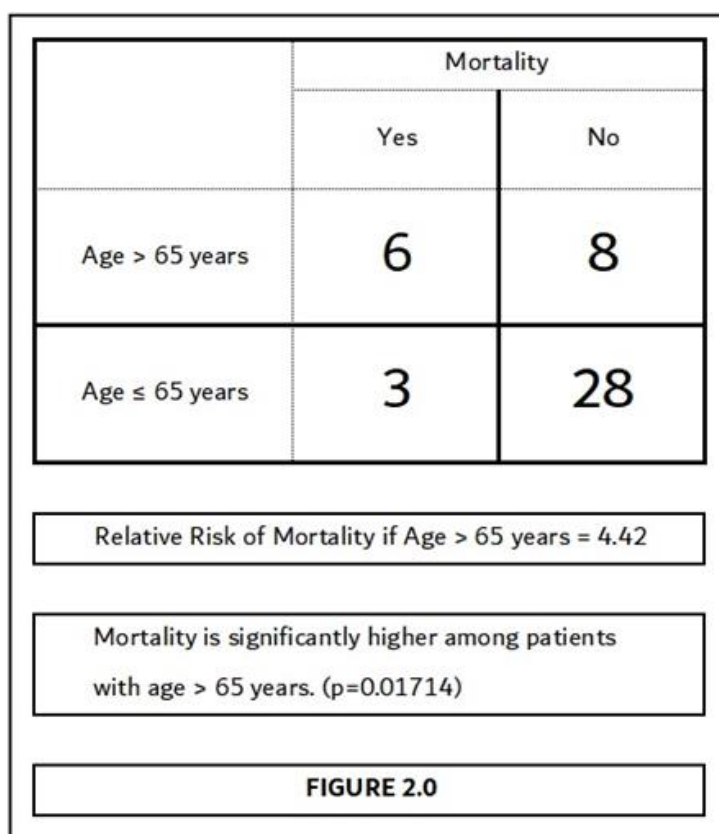 Mortality
Yes No
Age > 65 years 6 8
Age ≤ 65 years 3 28
Relative Risk of Mortality if Age > 65 years = 4.42
Mortality is significantly higher among patients
with age > 65 years. (p=0.01714)
FIGURE 2.0